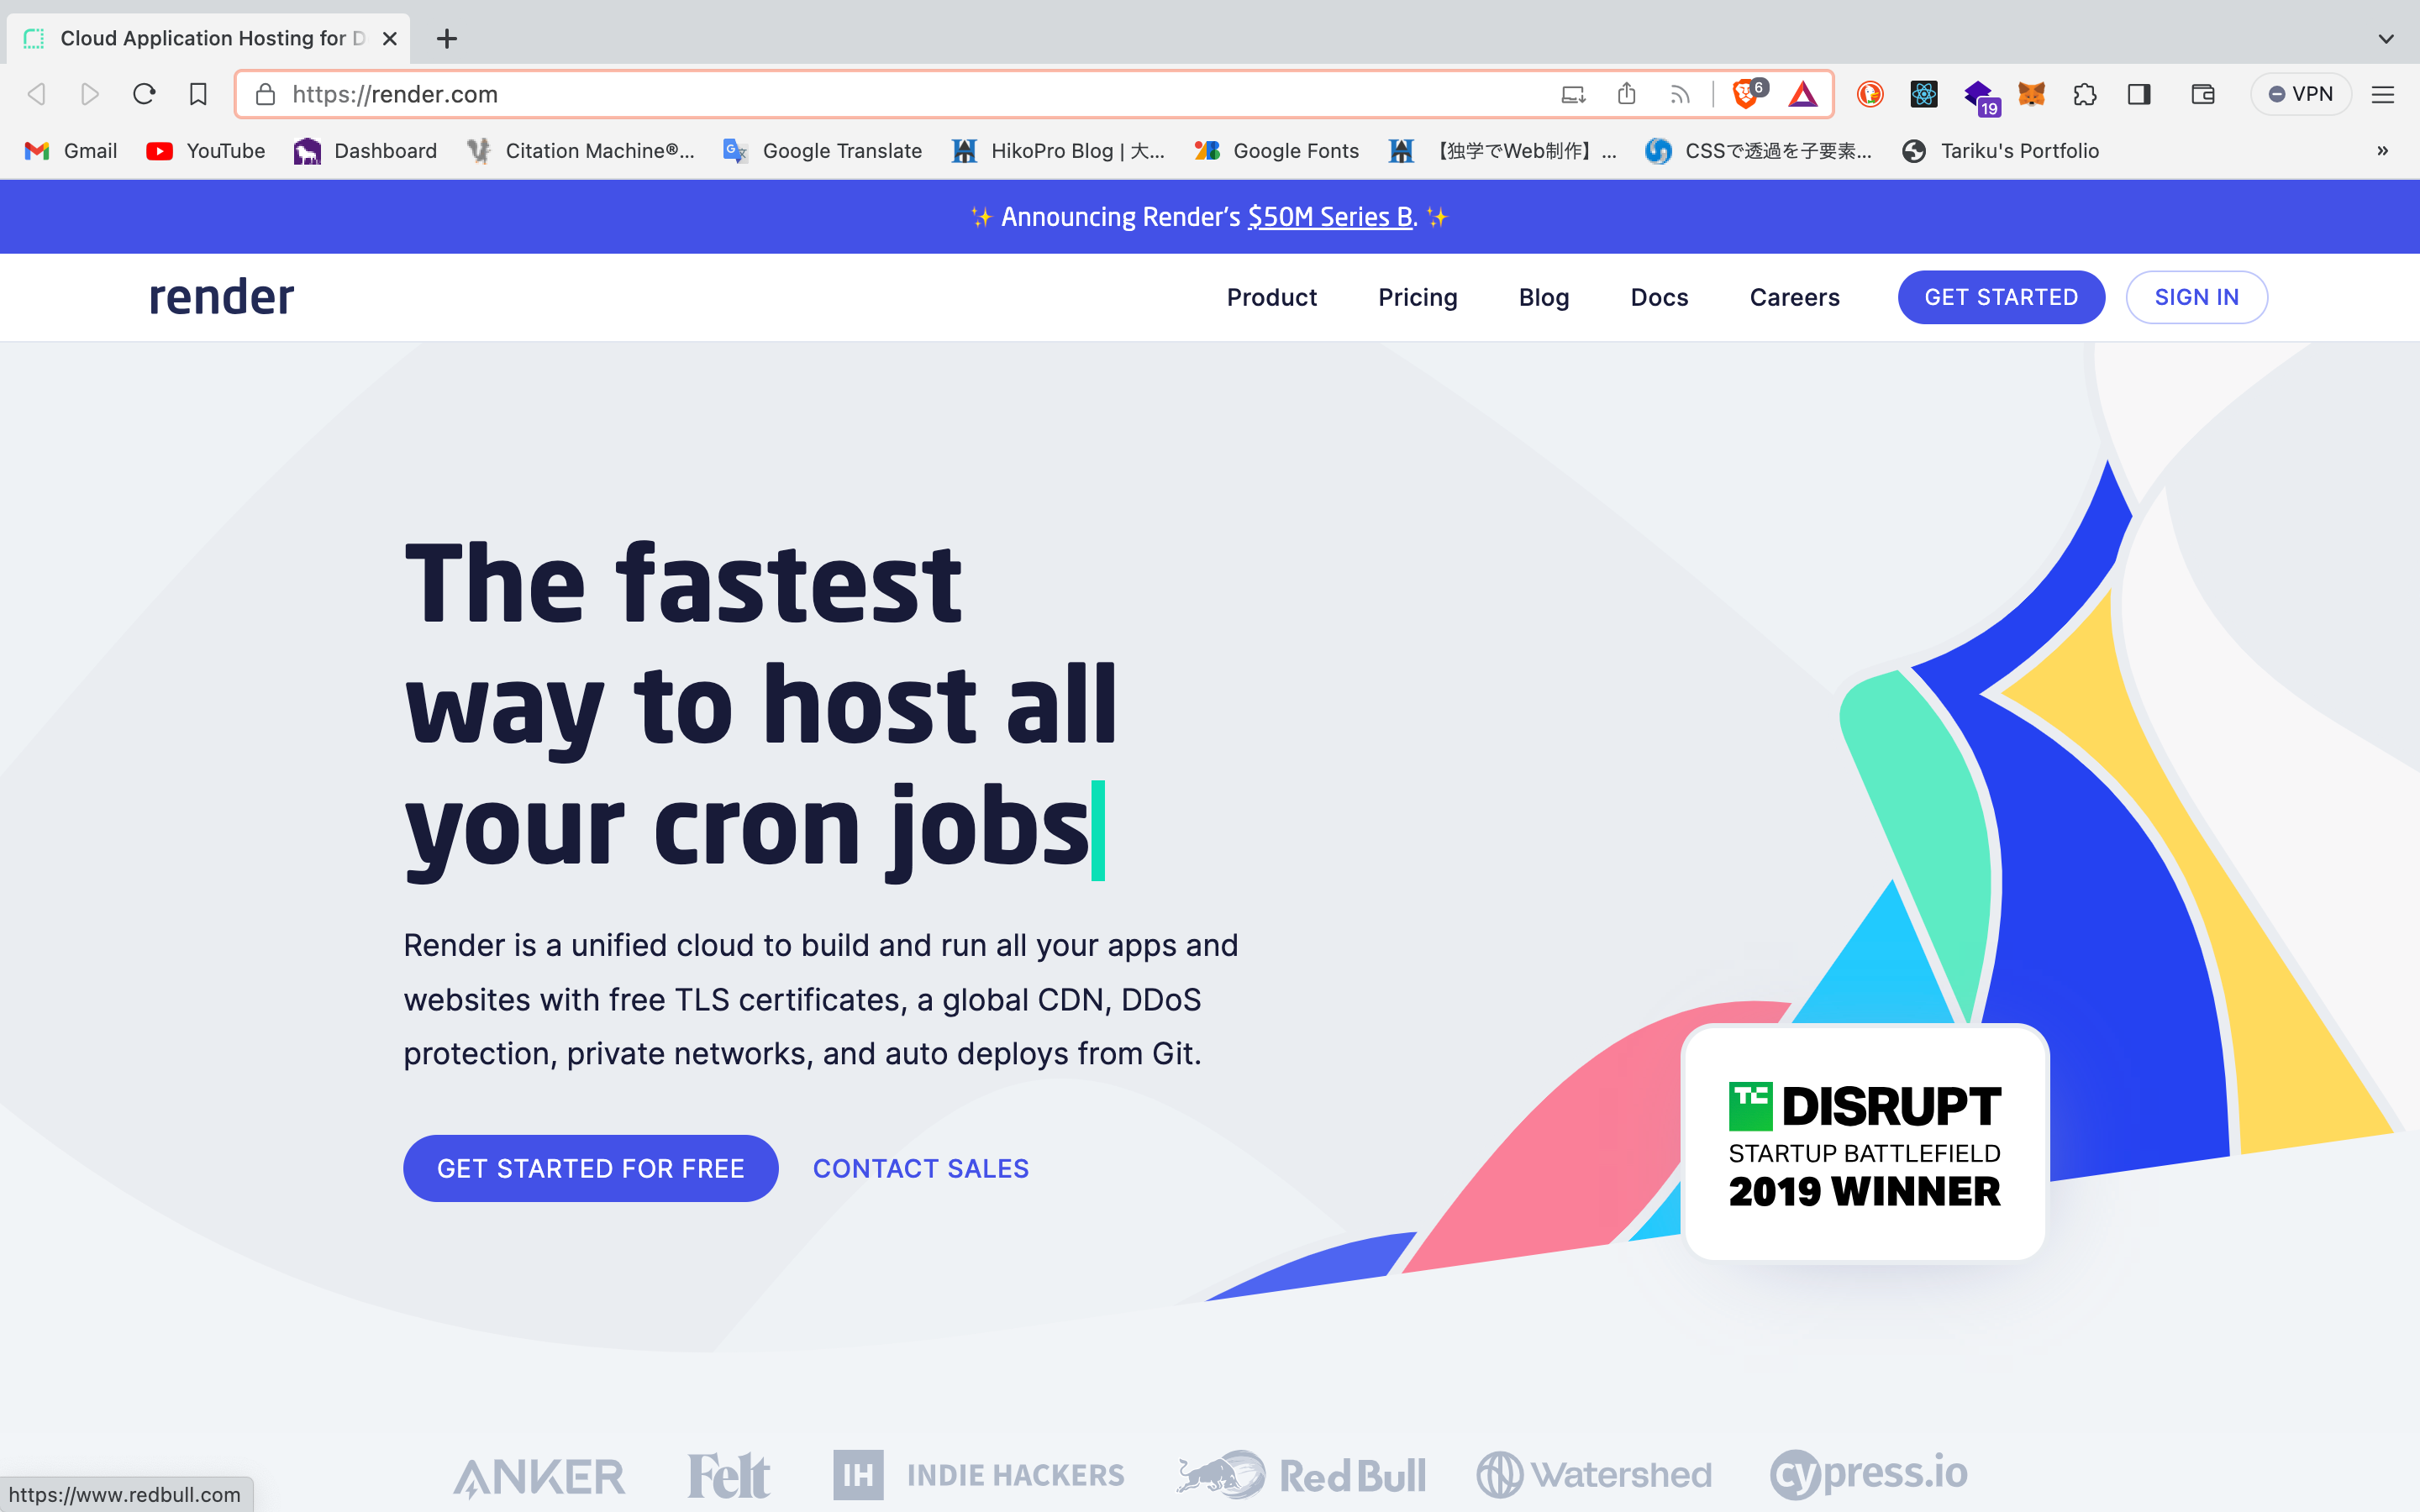 Cloud Application Hosting for D
https://render.com
6
19
VPN
Gmail
YouTube
Dashboard
Citation Machine®...
Google Translate
HikoPro Blog | 大...
Google Fonts
【独学でWeb制作】...
CSSで透過を子要素...
Tariku's Portfolio
»
✨ Announcing Render's $50M Series B. ✨
render
Product
Pricing
Blog
Docs
Careers
GET STARTED
SIGN IN
The fastest
way to host all
your cron jobs
Render is a unified cloud to build and run all your apps and
websites with free TLS certificates, a global CDN, DDoS
protection, private networks, and auto deploys from Git.
GET STARTED FOR FREE
CONTACT SALES
TC DISRUPT
STARTUP BATTLEFIELD
2019 WINNER
ANKER
Felt
IH INDIE HACKERS
Red Bull
Watershed
cypress.io
https://www.redbull.com